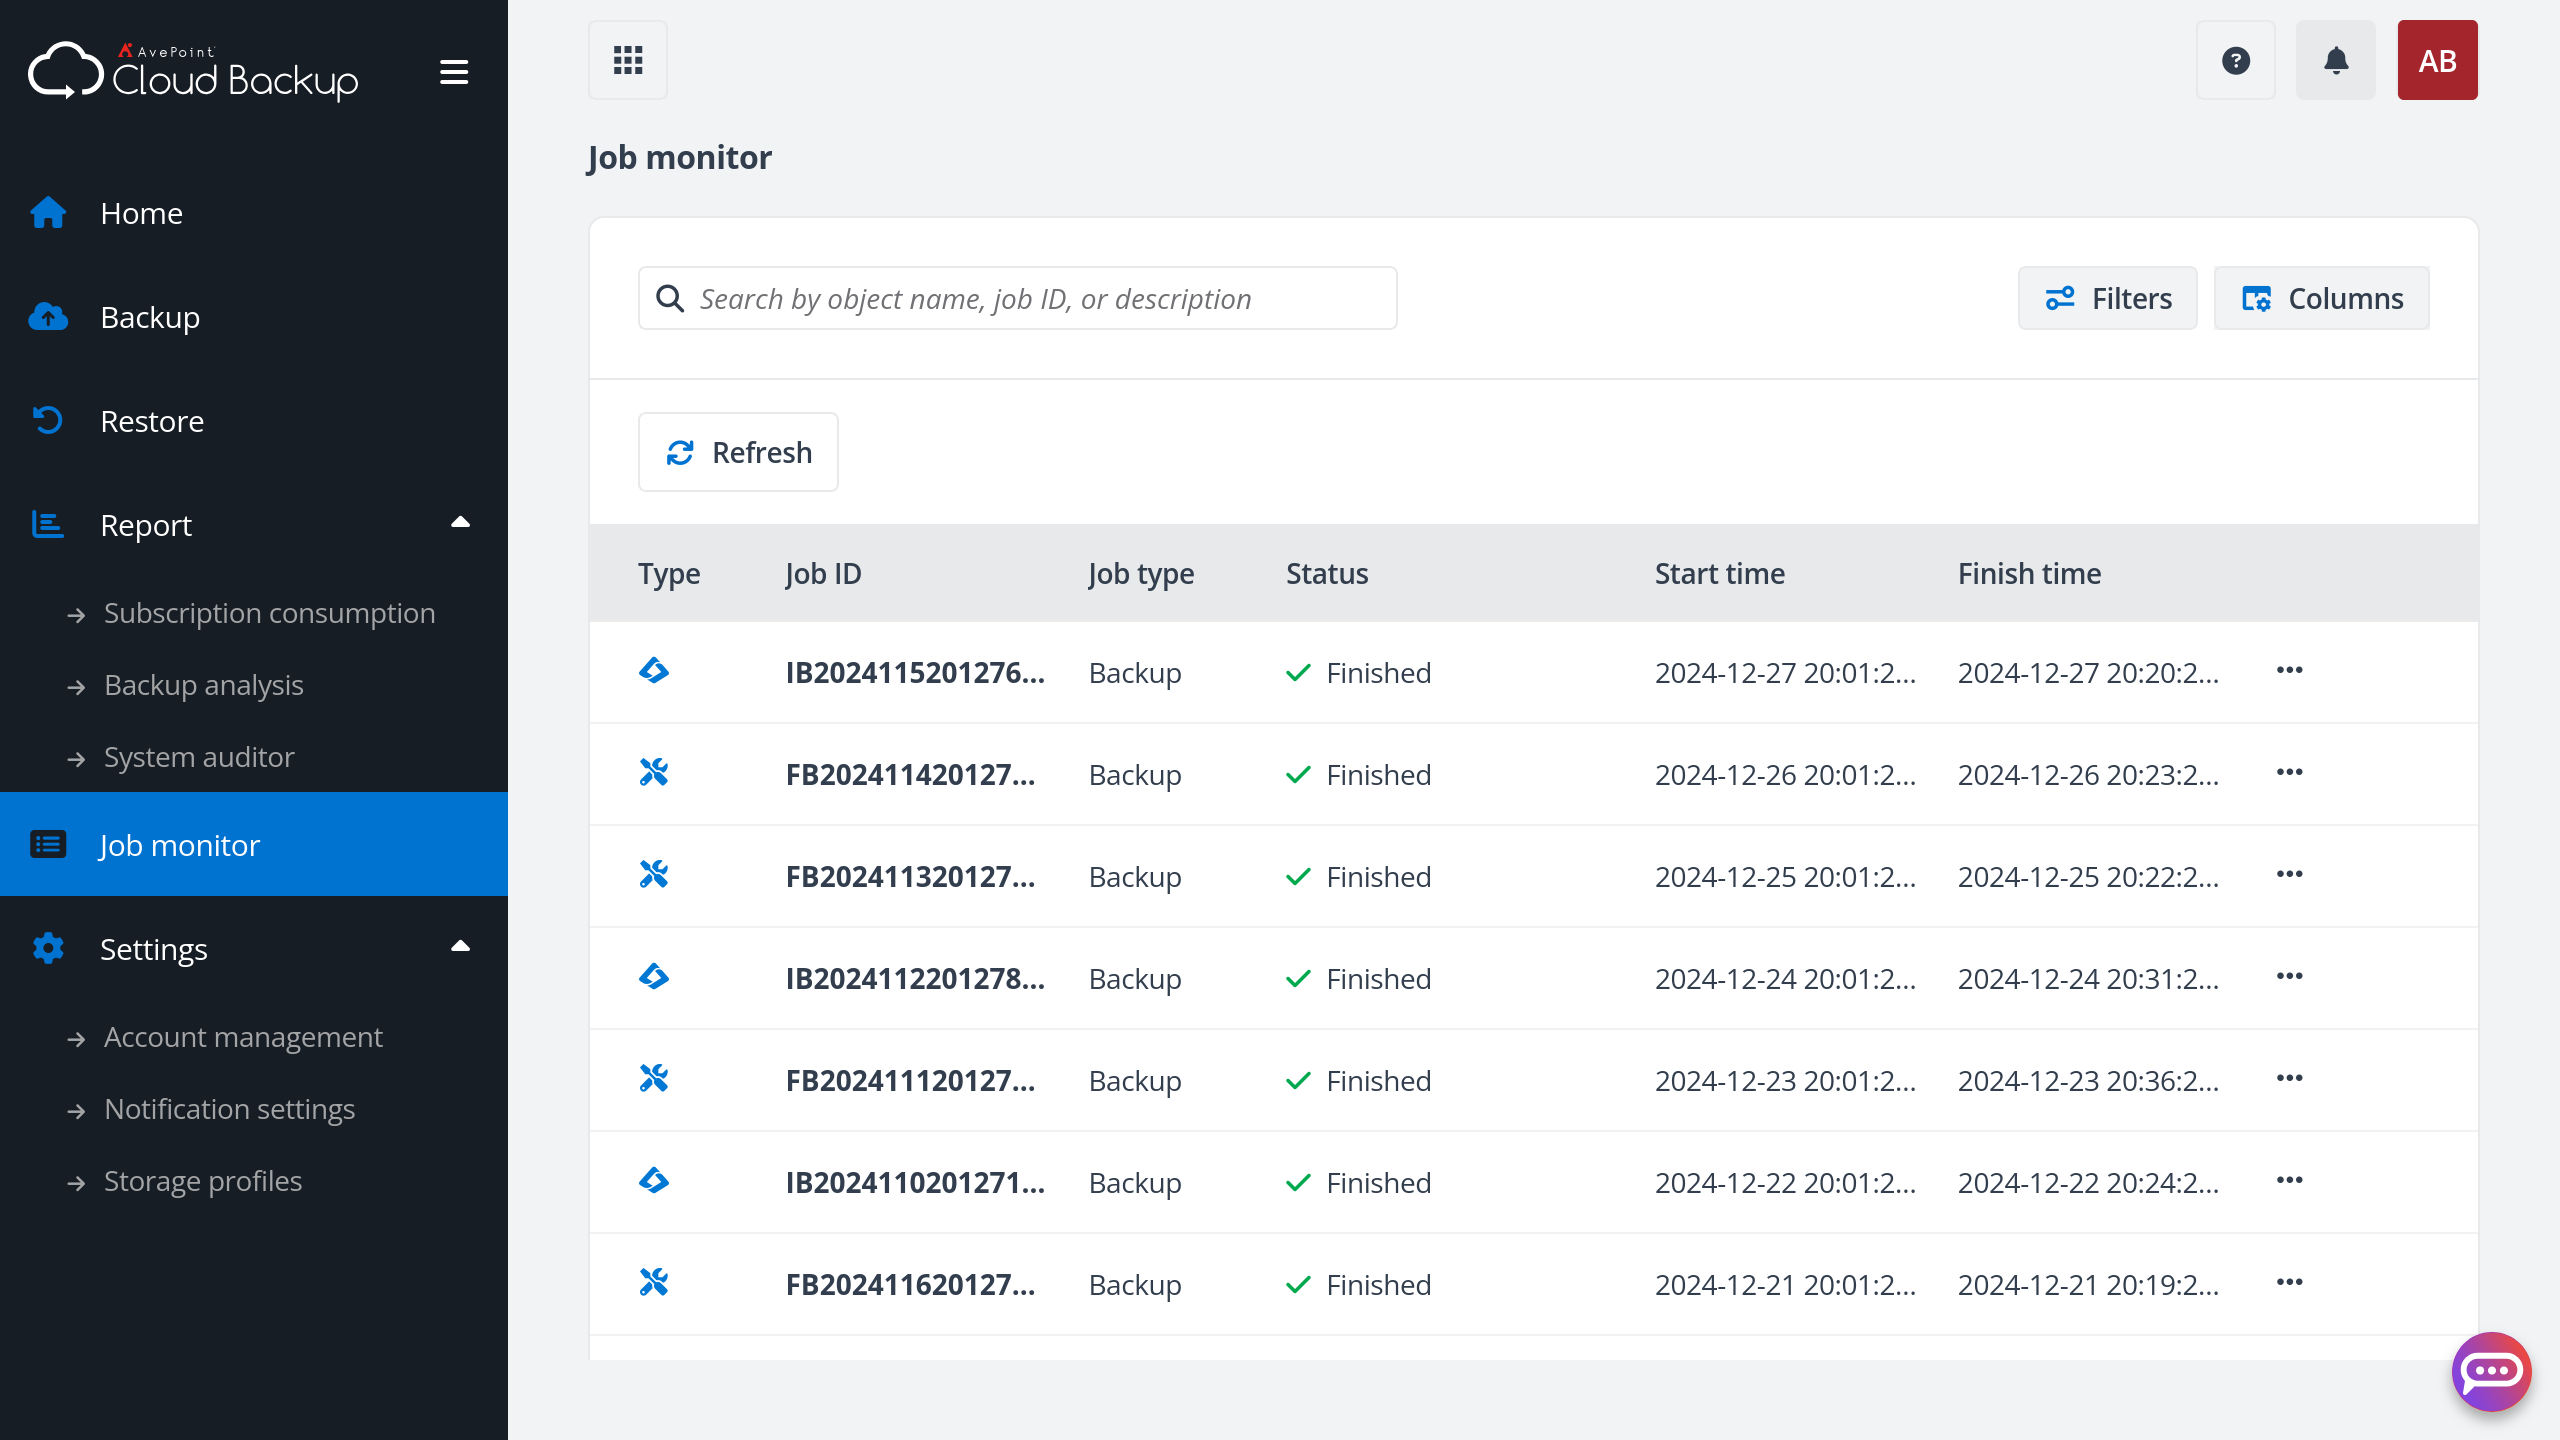 AvePoint
Cloud Backup
AB
Job monitor
Home
Backup
Restore
Report
Subscription consumption
Backup analysis
System auditor
Job monitor
Settings
Account management
Notification settings
Storage profiles
Search by object name, job ID, or description
Filters
Columns
Refresh
Type Job ID Job type Status Start time Finish time
IB2024115201276... Backup Finished 2024-12-27 20:01:2... 2024-12-27 20:20:2...
FB202411420127... Backup Finished 2024-12-26 20:01:2... 2024-12-26 20:23:2...
FB202411320127... Backup Finished 2024-12-25 20:01:2... 2024-12-25 20:22:2...
IB2024112201278... Backup Finished 2024-12-24 20:01:2... 2024-12-24 20:31:2...
FB202411120127... Backup Finished 2024-12-23 20:01:2... 2024-12-23 20:36:2...
IB2024110201271... Backup Finished 2024-12-22 20:01:2... 2024-12-22 20:24:2...
FB202411620127... Backup Finished 2024-12-21 20:01:2... 2024-12-21 20:19:2...